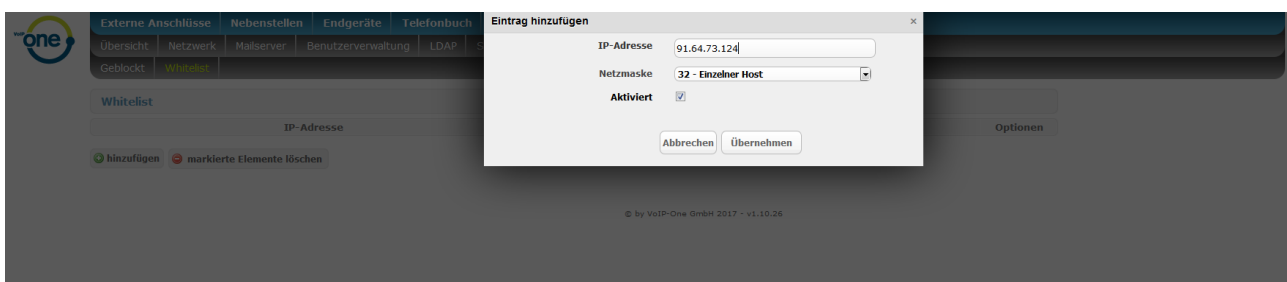 VoIP one
Externe Anschlüsse Nebenstellen Endgeräte Telefonbuch
Übersicht Netzwerk Mailserver Benutzerverwaltung LDAP
Geblockt Whitelist
Eintrag hinzufügen ×
IP-Adresse 91.64.73.124
Netzmaske 32 - Einzelner Host
Aktiviert
Abbrechen Übernehmen
Whitelist
IP-Adresse Optionen
hinzufügen markierte Elemente löschen
© by VoIP-One GmbH 2017 - v1.10.26